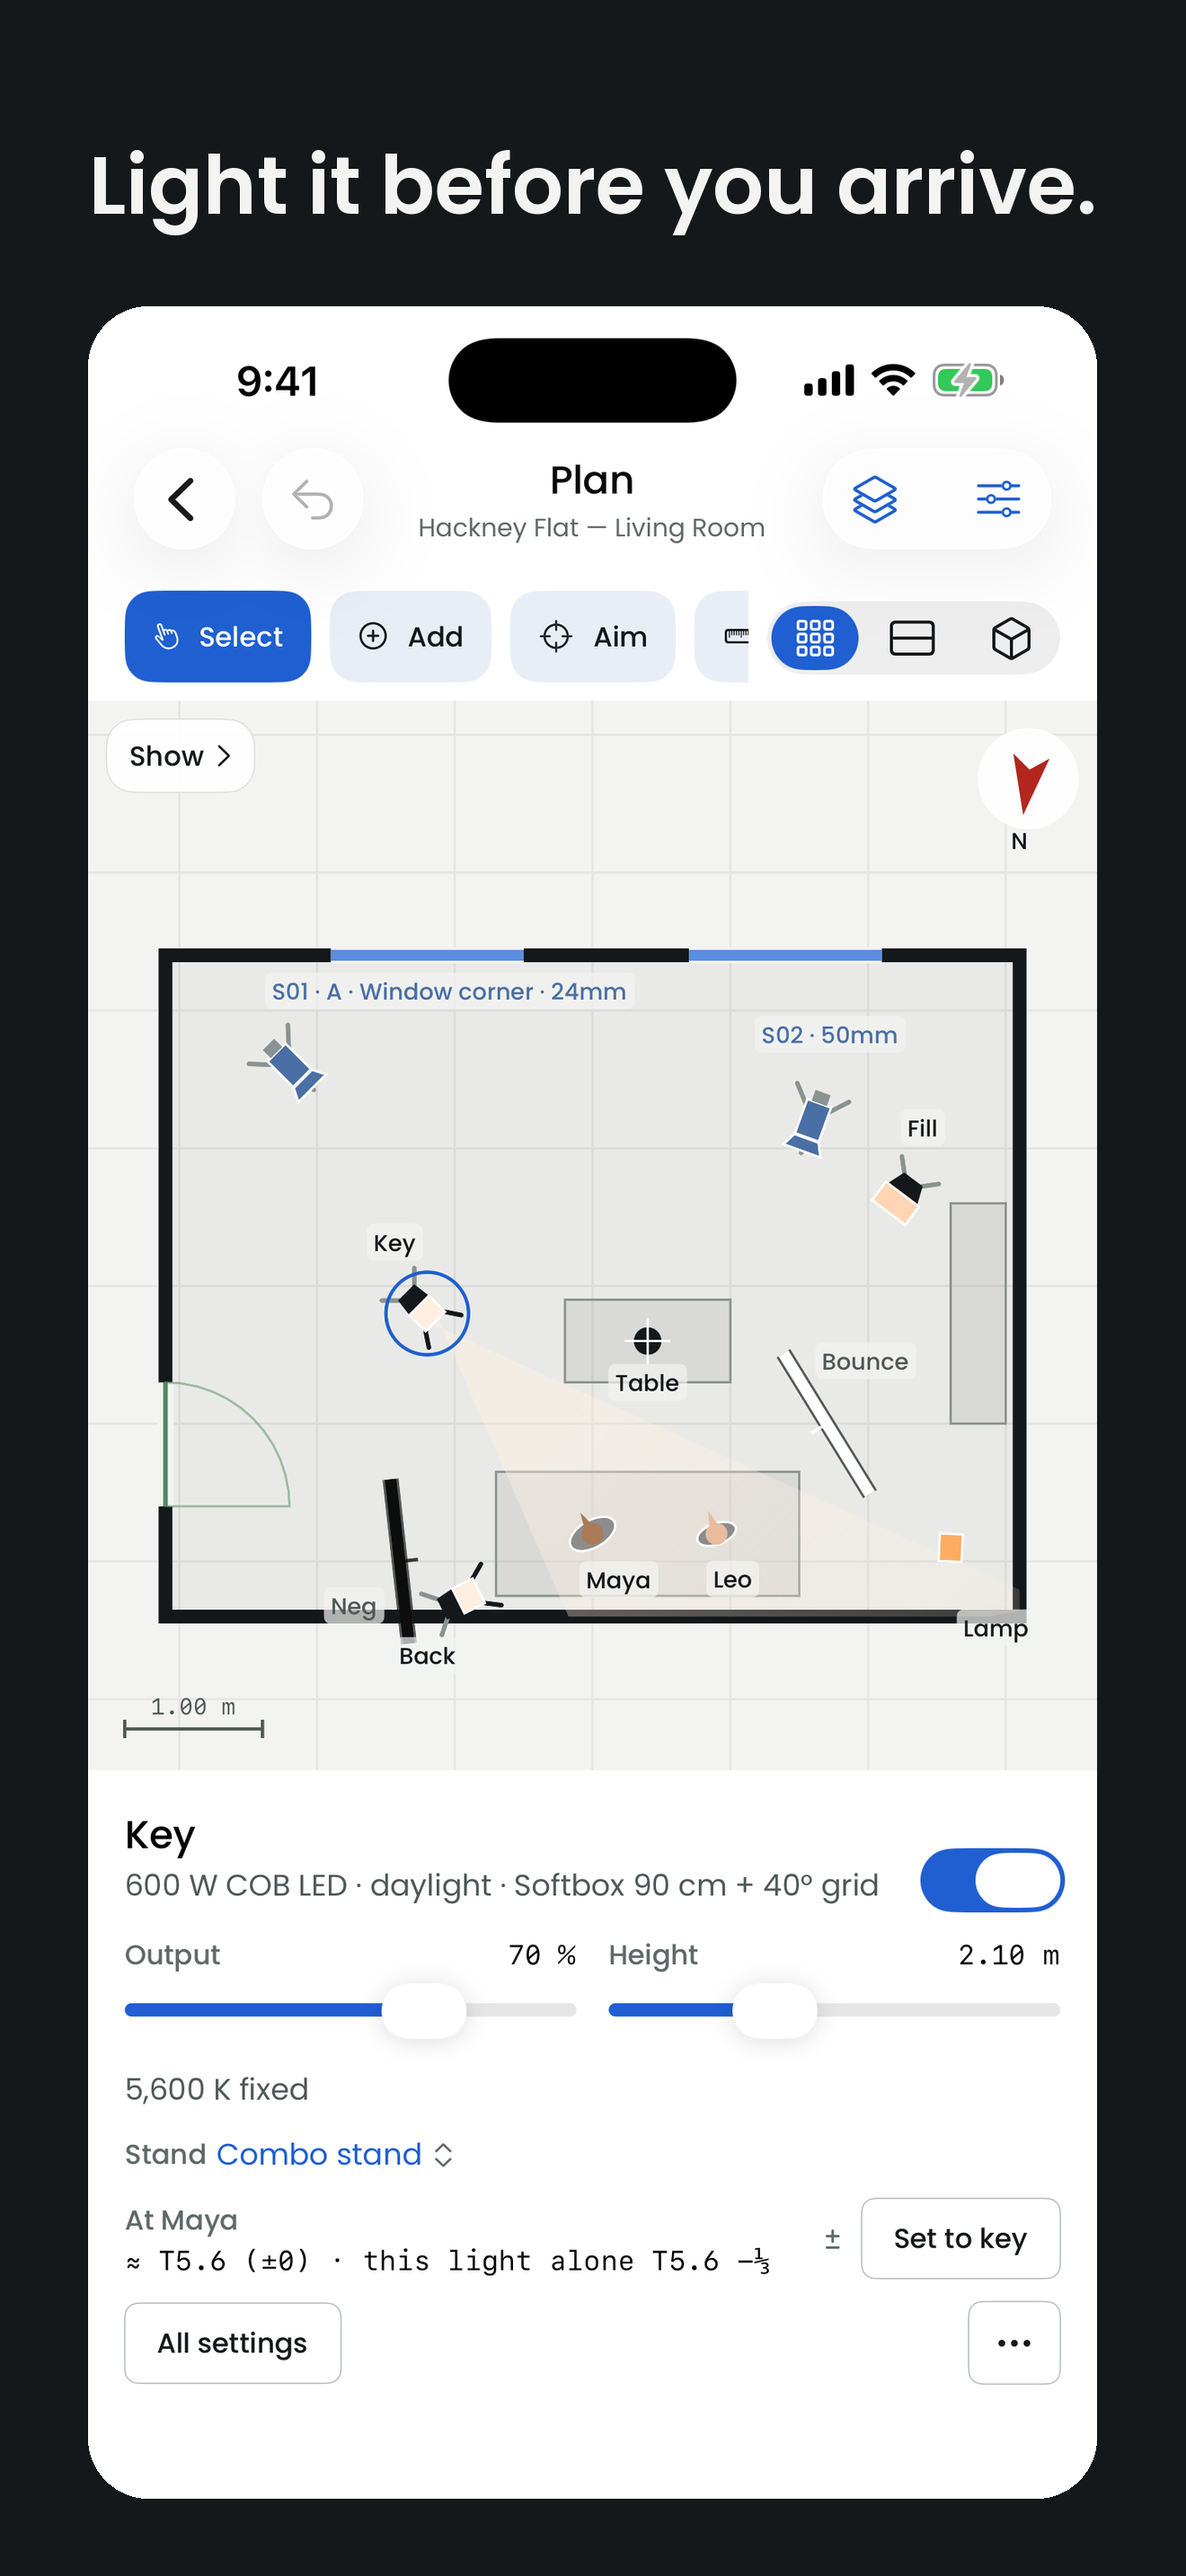 Light it before you arrive.
9:41
Plan
Hackney Flat — Living Room
Select
Add
Aim
Show
N
S01 · A · Window corner · 24mm
S02 · 50mm
Fill
Key
Table
Bounce
Maya
Leo
Neg
Lamp
Back
1.00 m
Key
600 W COB LED · daylight · Softbox 90 cm + 40° grid
Output 70 % Height 2.10 m
5,600 K fixed
Stand Combo stand
At Maya
≈ T5.6 (±0) · this light alone T5.6 −⅓
± Set to key
All settings